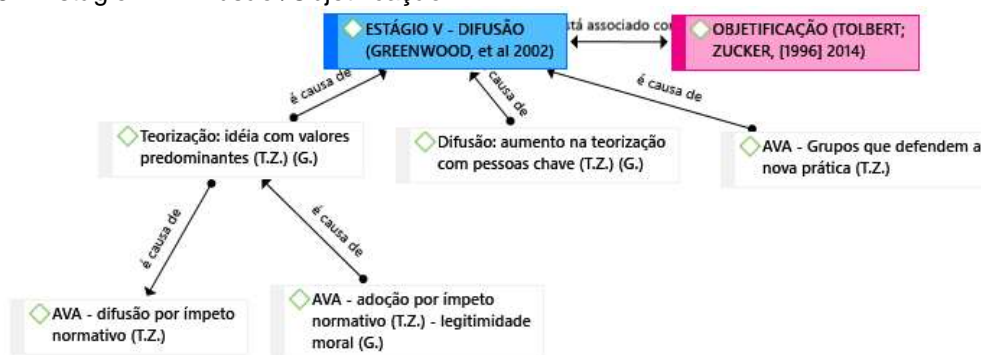 ESTÁGIO V - DIFUSÃO
(GREENWOOD, et al 2002)
tá associado co
OBJETIFICAÇÃO (TOLBERT;
ZUCKER, [1996] 2014)
é causa de
causa de
é causa de
Teorização: idéia com valores
predominantes (T.Z.) (G.)
Difusão: aumento na teorização
com pessoas chave (T.Z.) (G.)
AVA - Grupos que defendem a
nova prática (T.Z.)
é causa de
é causa de
AVA - difusão por ímpeto
normativo (T.Z.)
AVA - adoção por ímpeto
normativo (T.Z.) - legitimidade
moral (G.)